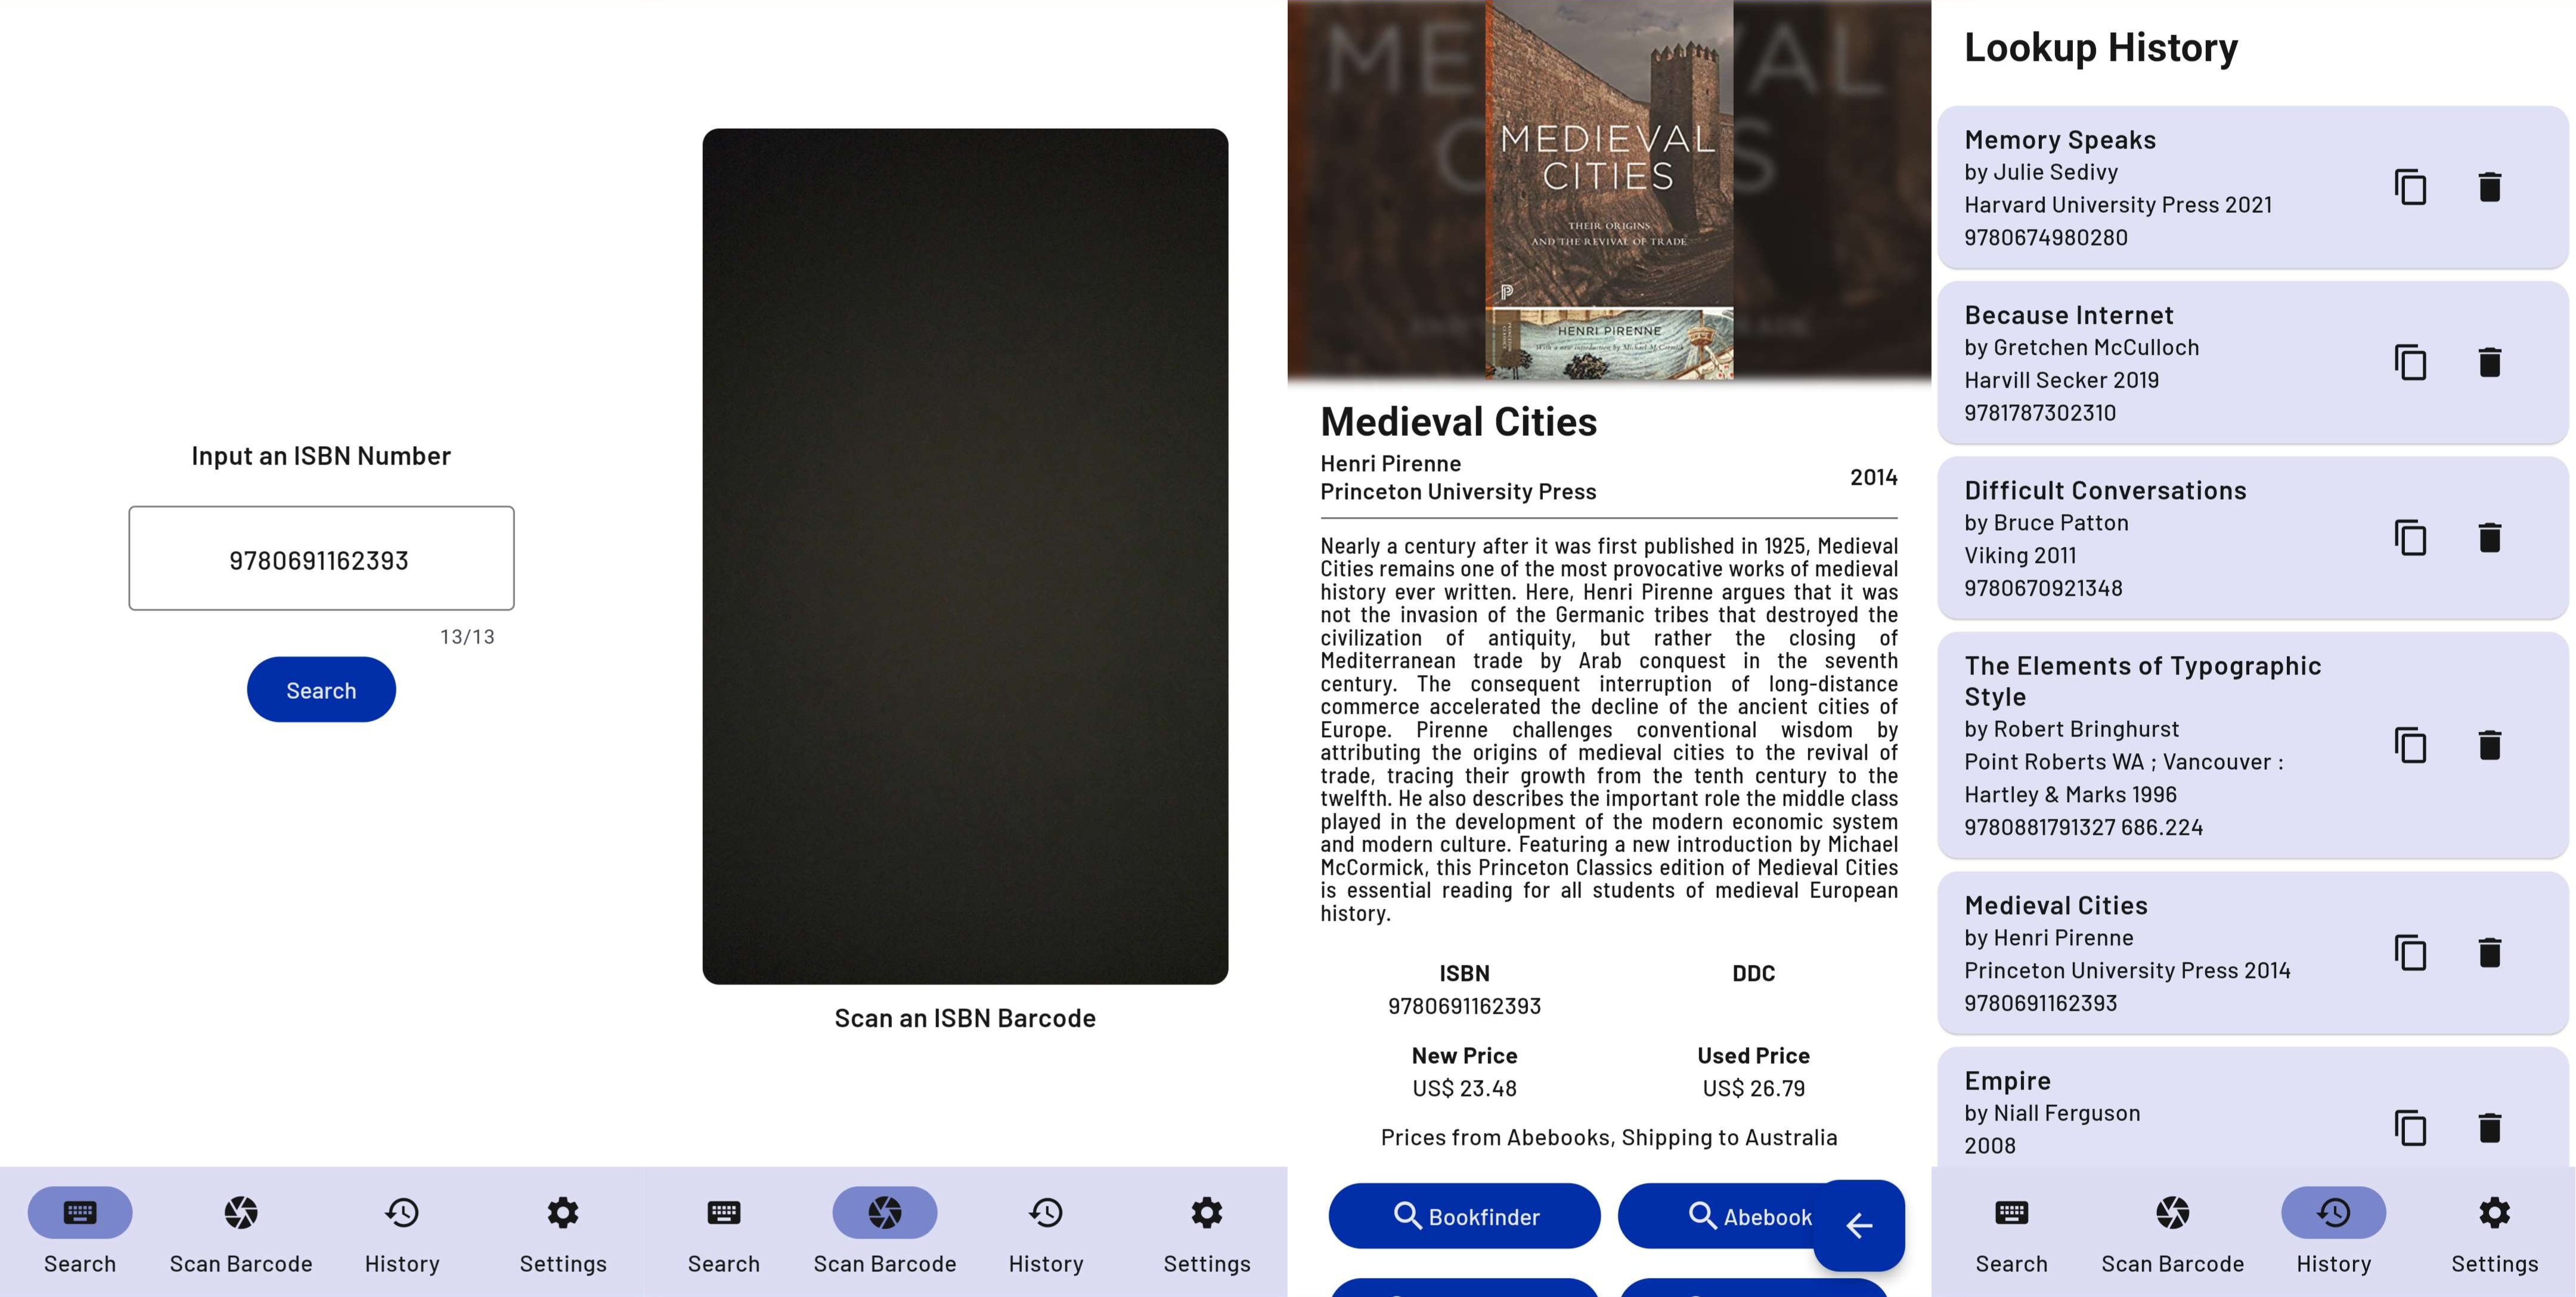 Input an ISBN Number
9780691162393
13/13
Search
Search
Scan Barcode
History
Settings
Scan an ISBN Barcode
Search
Scan Barcode
History
Settings
MEDIEVAL
CITIES
THEIR ORIGINS
AND THE REVIVAL OF TRADE
HENRI PIRENNE
With a new introduction by Michael McCormick
Medieval Cities
Henri Pirenne
Princeton University Press
2014
Nearly a century after it was first published in 1925, Medieval
Cities remains one of the most provocative works of medieval
history ever written. Here, Henri Pirenne argues that it was
not the invasion of the Germanic tribes that destroyed the
civilization of antiquity, but rather the closing of
Mediterranean trade by Arab conquest in the seventh
century. The consequent interruption of long-distance
commerce accelerated the decline of the ancient cities of
Europe. Pirenne challenges conventional wisdom by
attributing the origins of medieval cities to the revival of
trade, tracing their growth from the tenth century to the
twelfth. He also describes the important role the middle class
played in the development of the modern economic system
and modern culture. Featuring a new introduction by Michael
McCormick, this Princeton Classics edition of Medieval Cities
is essential reading for all students of medieval European
history.
ISBN
DDC
9780691162393
New Price
Used Price
US$ 23.48
US$ 26.79
Prices from Abebooks, Shipping to Australia
Bookfinder
Abebook
Lookup History
Memory Speaks
by Julie Sedivy
Harvard University Press 2021
9780674980280
Because Internet
by Gretchen McCulloch
Harvill Secker 2019
9781787302310
Difficult Conversations
by Bruce Patton
Viking 2011
9780670921348
The Elements of Typographic
Style
by Robert Bringhurst
Point Roberts WA ; Vancouver :
Hartley & Marks 1996
9780881791327 686.224
Medieval Cities
by Henri Pirenne
Princeton University Press 2014
9780691162393
Empire
by Niall Ferguson
2008
Search
Scan Barcode
History
Settings